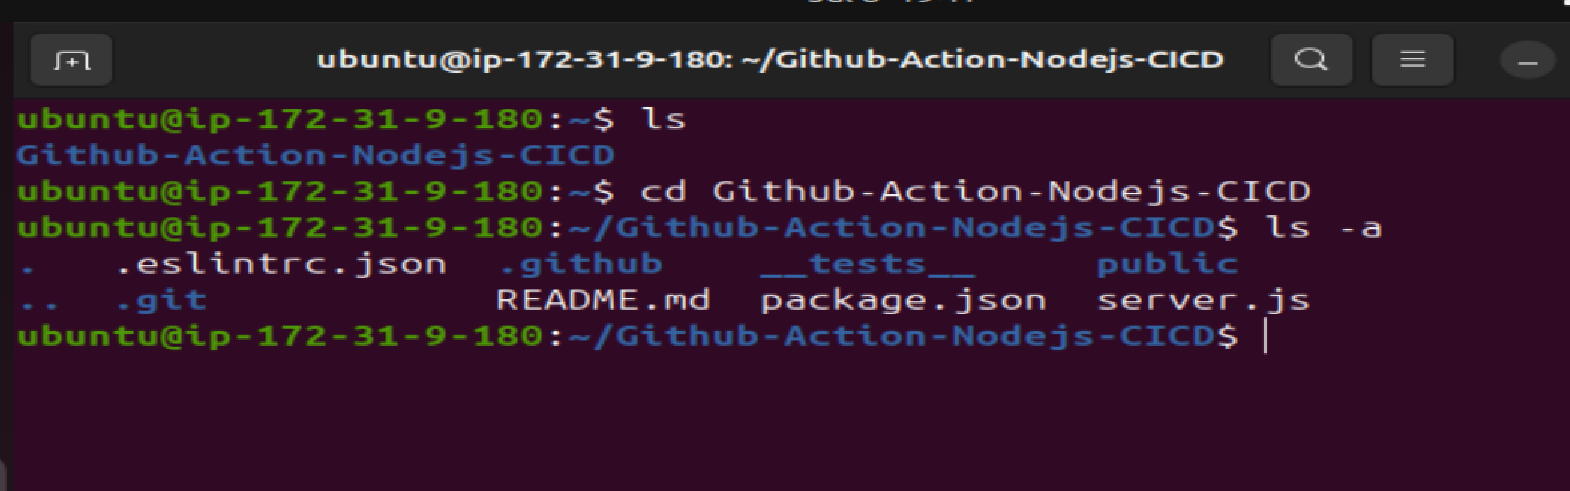 ubuntu@ip-172-31-9-180: ~/Github-Action-Nodejs-CICD
ubuntu@ip-172-31-9-180:~$ ls
Github-Action-Nodejs-CICD
ubuntu@ip-172-31-9-180:~$ cd Github-Action-Nodejs-CICD
ubuntu@ip-172-31-9-180:~/Github-Action-Nodejs-CICD$ ls -a
.   .eslintrc.json  .github    __tests__     public
..  .git            README.md  package.json  server.js
ubuntu@ip-172-31-9-180:~/Github-Action-Nodejs-CICD$